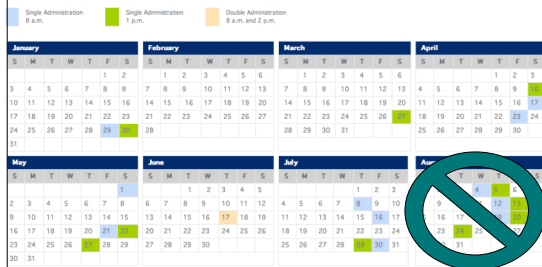 Single Administration
8 a.m.
Single Administration
1 p.m.
Double Administration
8 a.m. and 2 p.m.
January
S M T W T F S
1 2
3 4 5 6 7 8 9
10 11 12 13 14 15 16
17 18 19 20 21 22 23
24 25 26 27 28 29 30
31
February
S M T W T F S
1 2 3 4 5 6
7 8 9 10 11 12 13
14 15 16 17 18 19 20
21 22 23 24 25 26 27
28
March
S M T W T F S
1 2 3 4 5 6
7 8 9 10 11 12 13
14 15 16 17 18 19 20
21 22 23 24 25 26 27
28 29 30 31
April
S M T W T F S
1 2 3
4 5 6 7 8 9 10
11 12 13 14 15 16 17
18 19 20 21 22 23 24
25 26 27 28 29 30
May
S M T W T F S
1
2 3 4 5 6 7 8
9 10 11 12 13 14 15
16 17 18 19 20 21 22
23 24 25 26 27 28 29
30 31
June
S M T W T F S
1 2 3 4 5
6 7 8 9 10 11 12
13 14 15 16 17 18 19
20 21 22 23 24 25 26
27 28 29 30
July
S M T W T F S
1 2 3
4 5 6 7 8 9 10
11 12 13 14 15 16 17
18 19 20 21 22 23 24
25 26 27 28 29 30 31
S T W T F
4 5 6
9 12 13
17 20
24
31